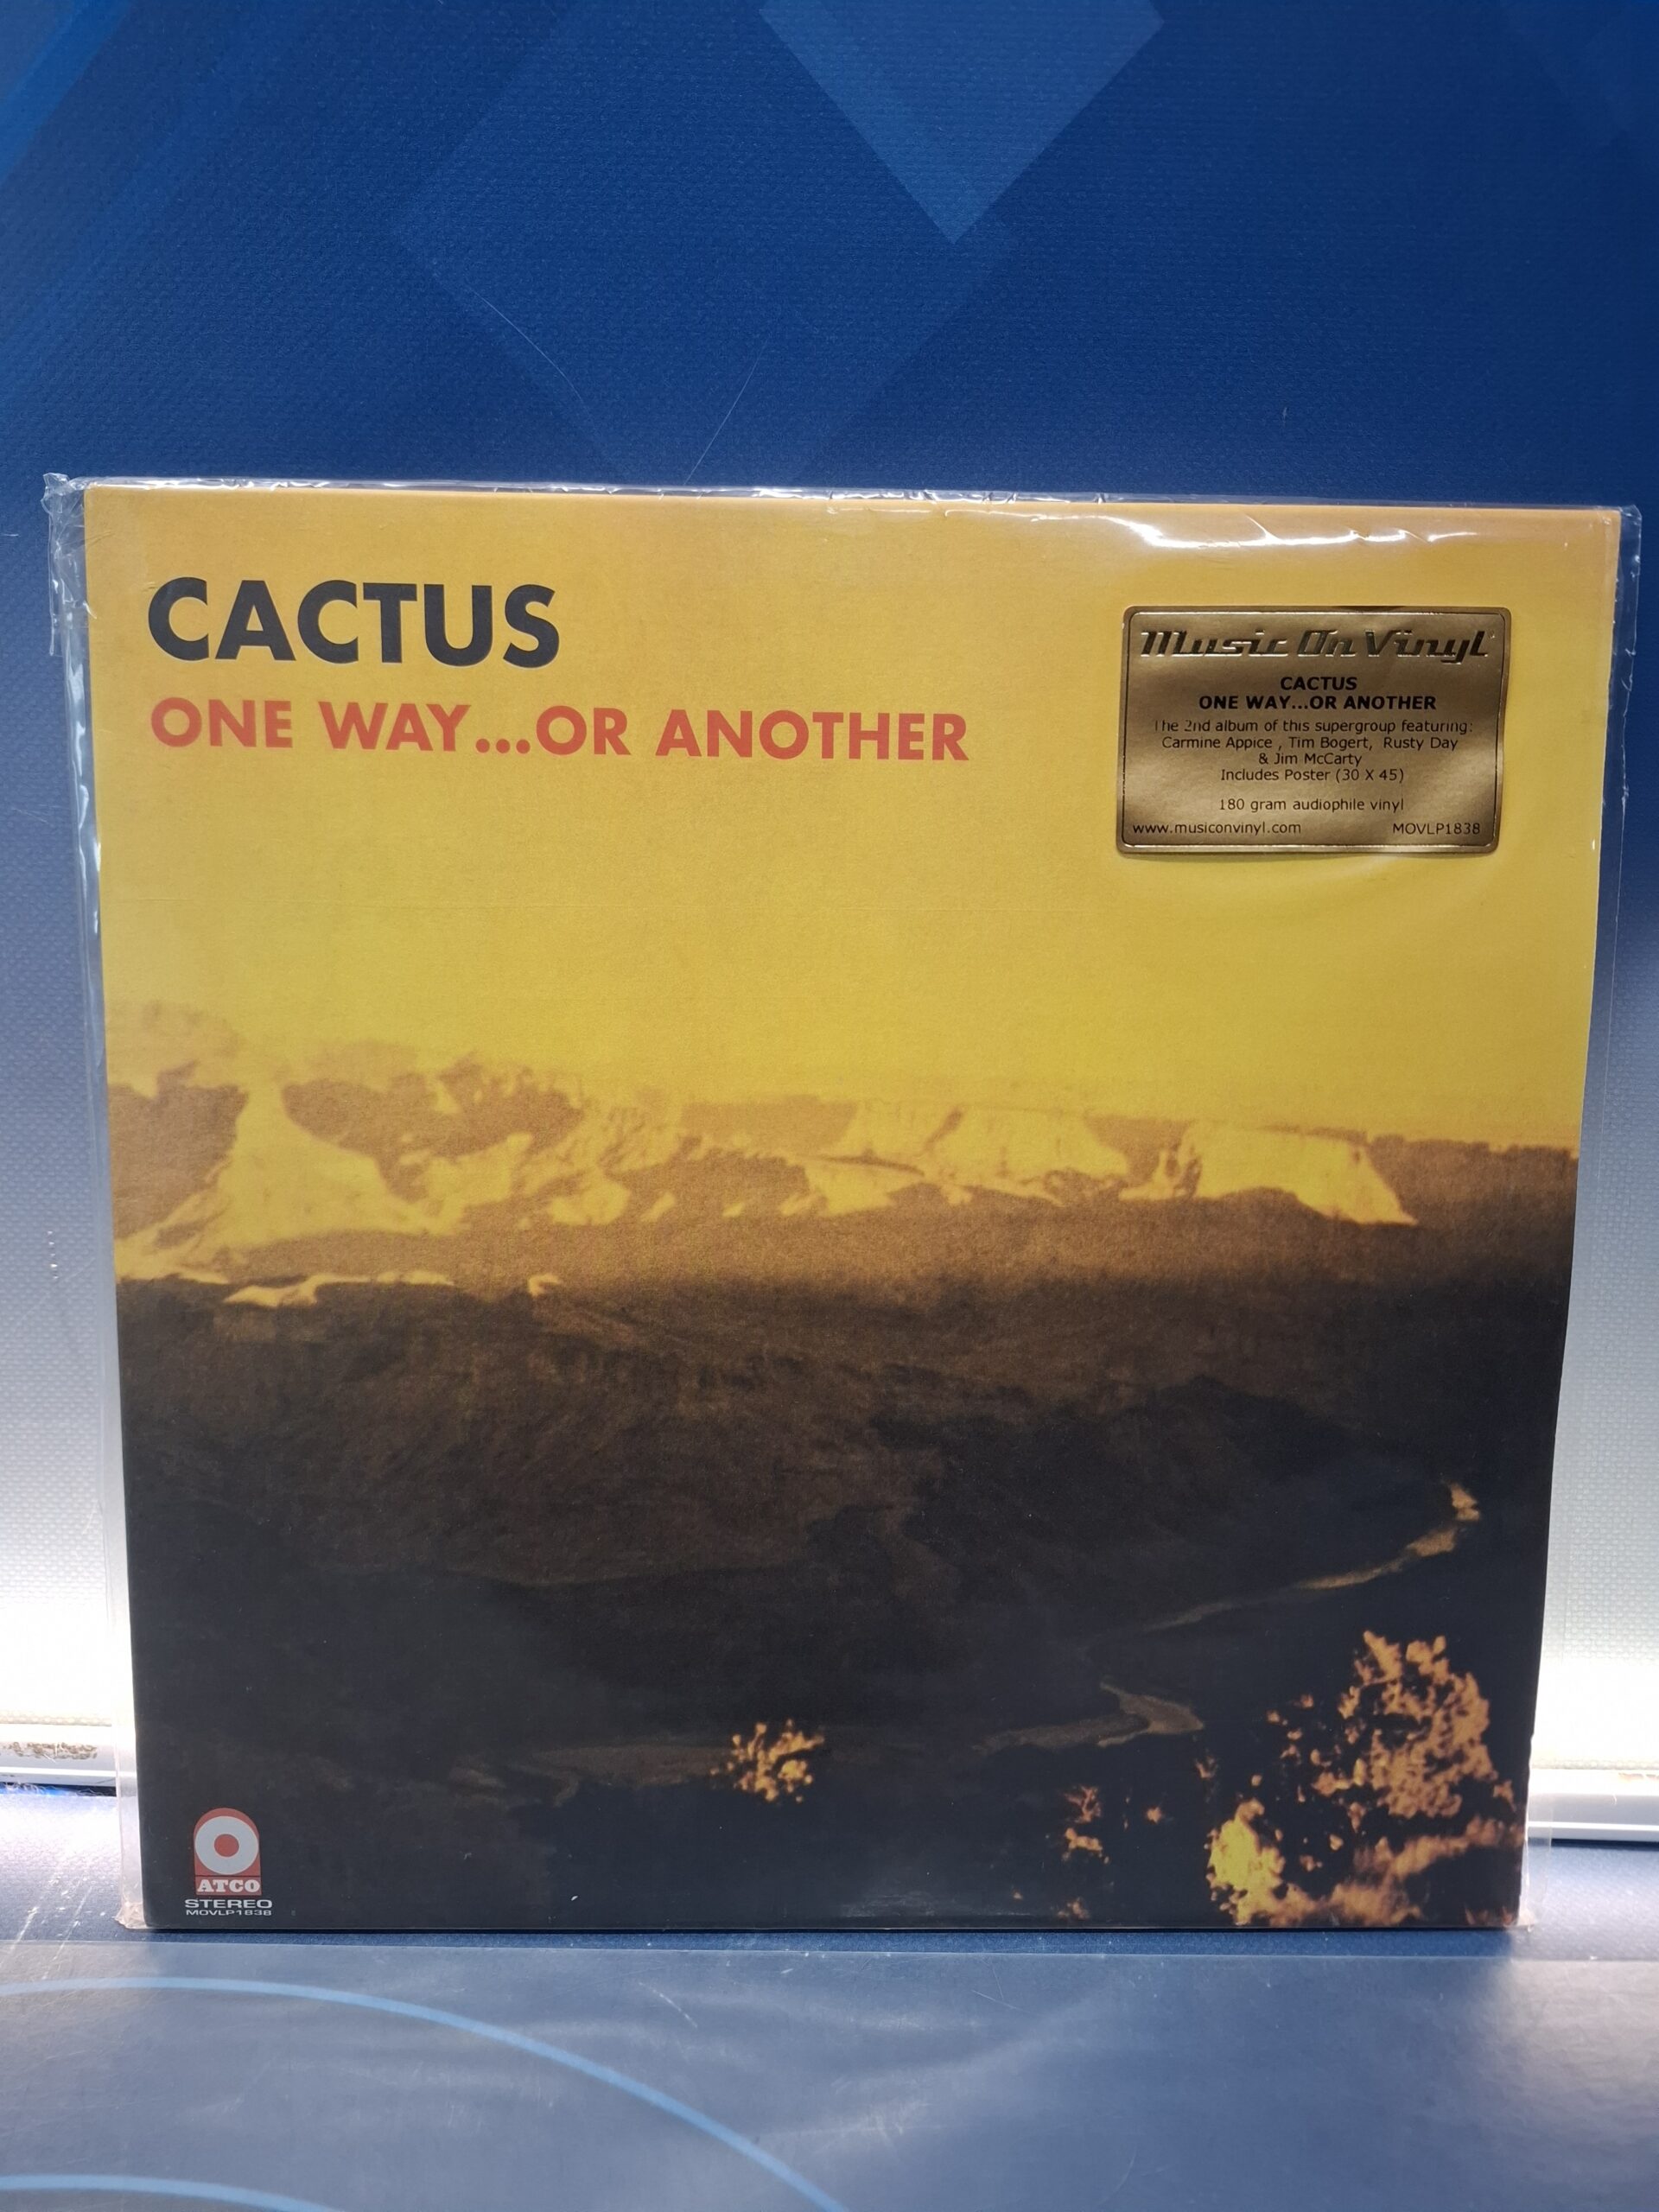 CACTUS
ONE WAY...OR ANOTHER
Music On Vinyl
CACTUS
ONE WAY...OR ANOTHER
The 2nd album of this supergroup featuring:
Carmine Appice , Tim Bogert, Rusty Day
& Jim McCarty
Includes Poster (30 X 45)
180 gram audiophile vinyl
www.musiconvinyl.com MOVLP1838
ATCO
STEREO
MOVLP1838